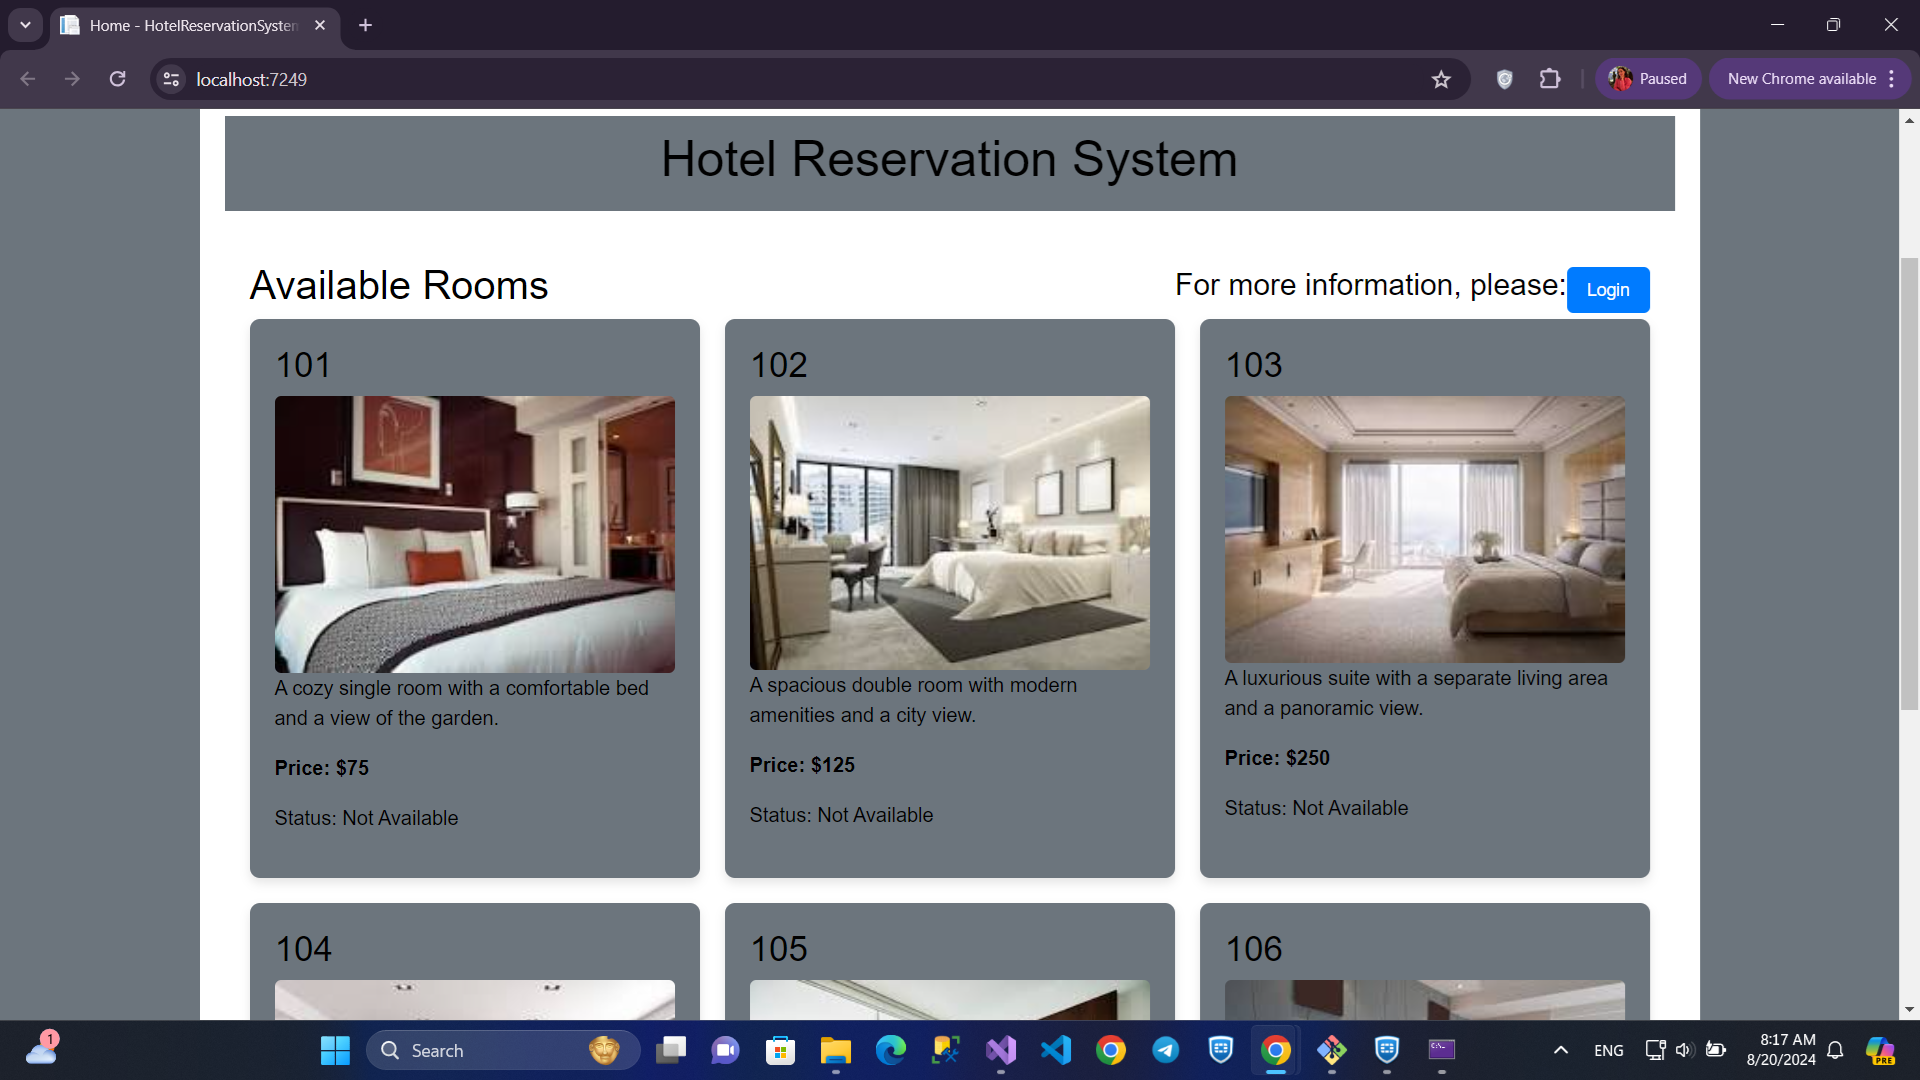 Home - HotelReservationSystem
localhost:7249
Paused
New Chrome available
Hotel Reservation System
Available Rooms
For more information, please:
Login
101
102
103
A cozy single room with a comfortable bed
and a view of the garden.
Price: $75
Status: Not Available
A spacious double room with modern
amenities and a city view.
Price: $125
Status: Not Available
A luxurious suite with a separate living area
and a panoramic view.
Price: $250
Status: Not Available
104
105
106
1
Search
ENG
8:17 AM
8/20/2024
PRE